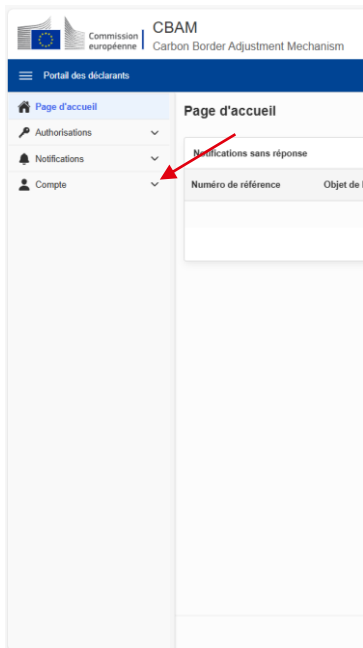 Commission
européenne
CBAM
Carbon Border Adjustment Mechanism
Portail des déclarants
Page d'accueil
Authorisations
Notifications
Compte
Page d'accueil
Notifications sans réponse
Numéro de référence Objet de